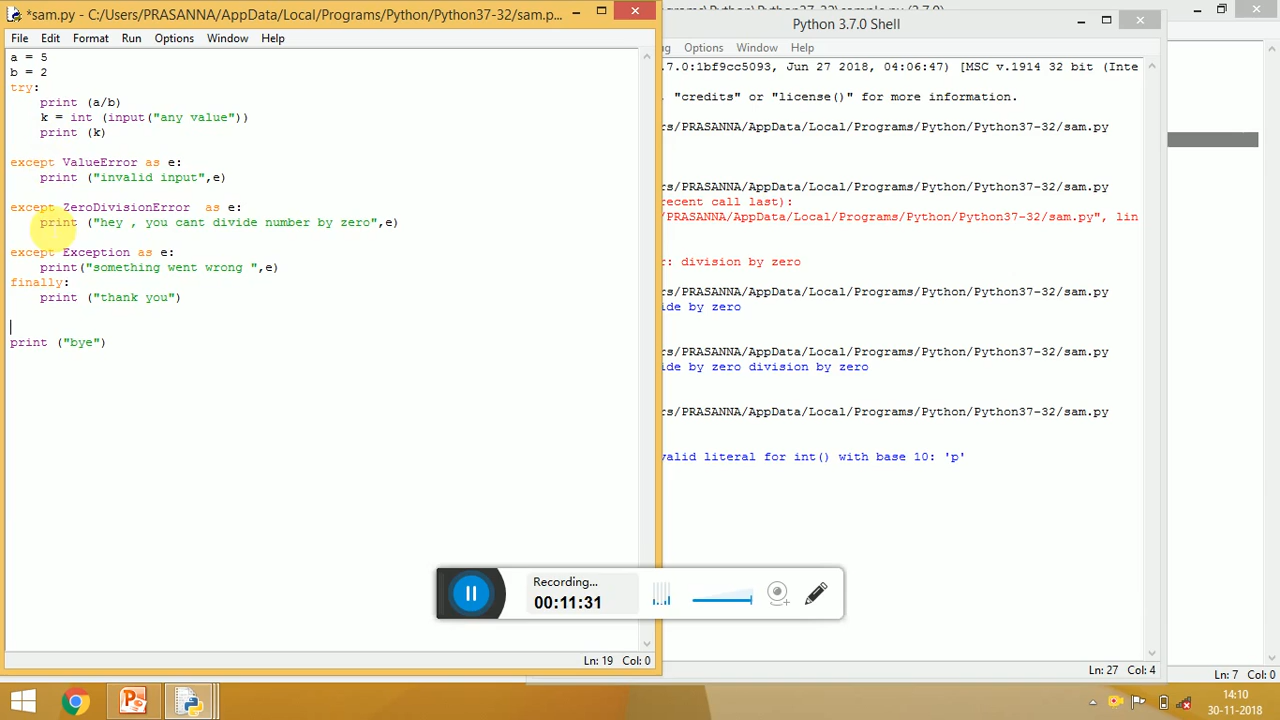 *sam.py - C:/Users/PRASANNA/AppData/Local/Programs/Python/Python37-32/sam.p...
File Edit Format Run Options Window Help
a = 5
b = 2
try:
print (a/b)
k = int (input("any value"))
print (k)
except ValueError as e:
print ("invalid input",e)
except ZeroDivisionError  as e:
print ("hey , you cant divide number by zero",e)
except Exception as e:
print("something went wrong ",e)
finally:
print ("thank you")
print ("bye")
Ln: 19 Col: 0
Python 3.7.0 Shell
Options Window Help
.7.0:1bf9cc5093, Jun 27 2018, 04:06:47) [MSC v.1914 32 bit (Inte
, "credits" or "license()" for more information.
rs/PRASANNA/AppData/Local/Programs/Python/Python37-32/sam.py
rs/PRASANNA/AppData/Local/Programs/Python/Python37-32/sam.py
recent call last):
/PRASANNA/AppData/Local/Programs/Python/Python37-32/sam.py", lin
r: division by zero
rs/PRASANNA/AppData/Local/Programs/Python/Python37-32/sam.py
ide by zero
rs/PRASANNA/AppData/Local/Programs/Python/Python37-32/sam.py
ide by zero division by zero
rs/PRASANNA/AppData/Local/Programs/Python/Python37-32/sam.py
valid literal for int() with base 10: 'p'
Ln: 27 Col: 4
Ln: 7 Col: 0
Recording...
00:11:31
14:10
30-11-2018